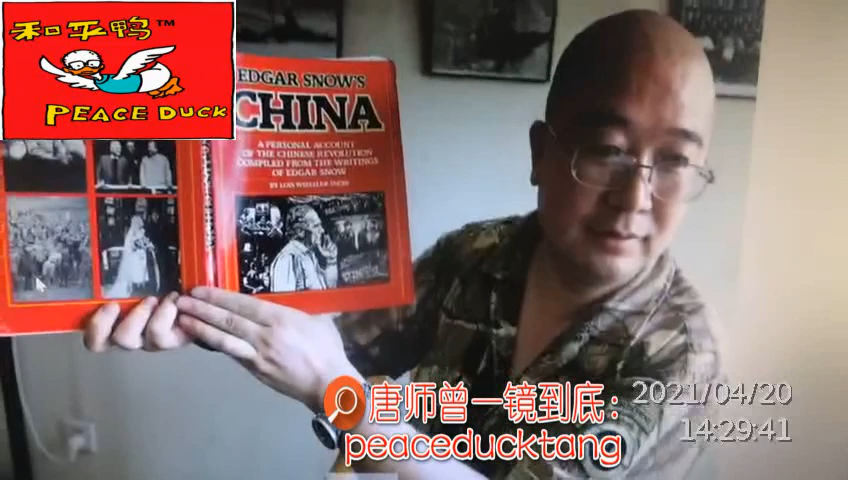 和平鸭™
PEACE DUCK
EDGAR SNOW'S
CHINA
A PERSONAL ACCOUNT
OF THE CHINESE REVOLUTION
COMPILED FROM THE WRITINGS
OF EDGAR SNOW
BY LOIS WHEELER SNOW
唐师曾一镜到底:
peaceducktang
2021/04/20
14:29:41